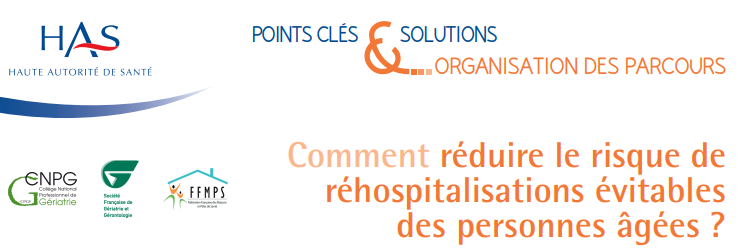 HAS
HAUTE AUTORITÉ DE SANTÉ
POINTS CLÉS & SOLUTIONS
... ORGANISATION DES PARCOURS
Comment réduire le risque de
réhospitalisations évitables
des personnes âgées ?
CNPG
Collège National
Professionnel de
Gériatrie
Société
Française
de Gériatrie et
Gérontologie
FFMPS